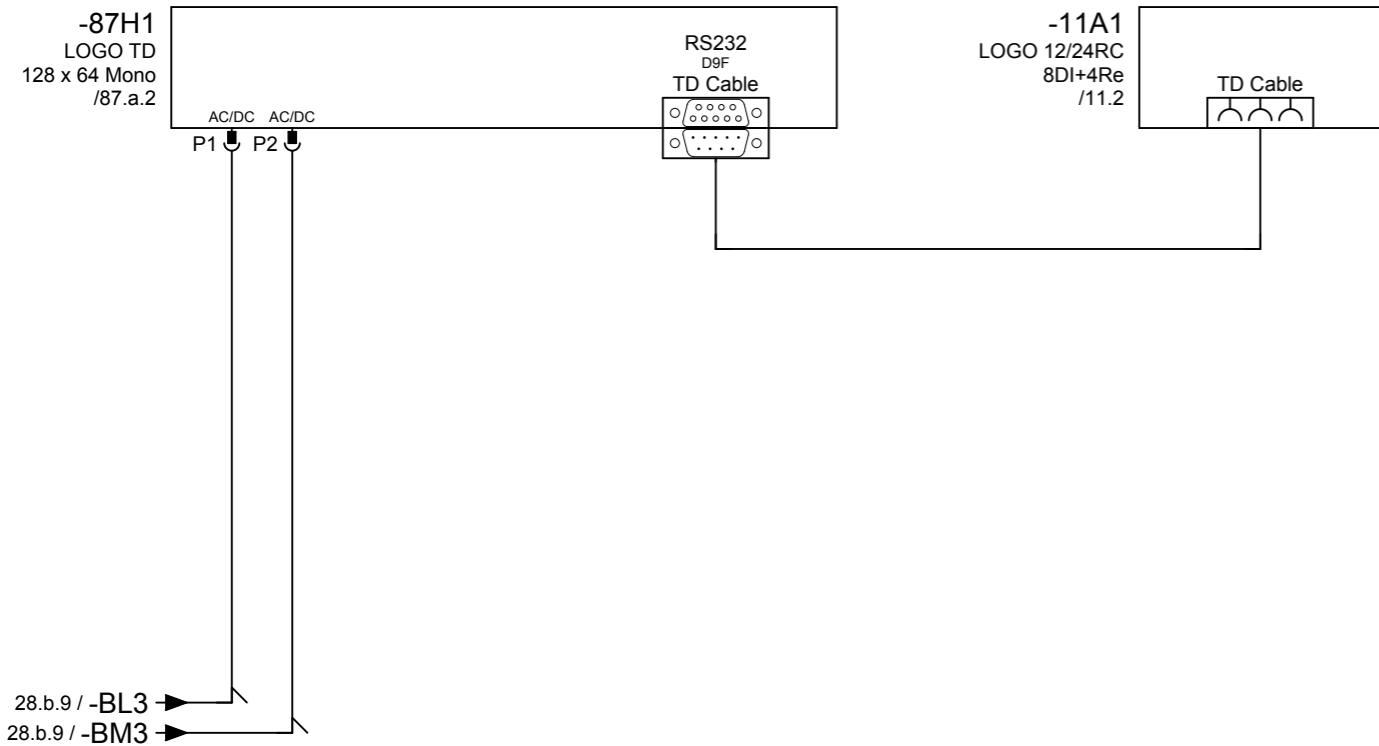 -87H1
LOGO TD
128 x 64 Mono
/87.a.2
AC/DC
AC/DC
P1
P2
RS232
D9F
TD Cable
-11A1
LOGO 12/24RC
8DI+4Re
/11.2
TD Cable
28.b.9 / -BL3
28.b.9 / -BM3